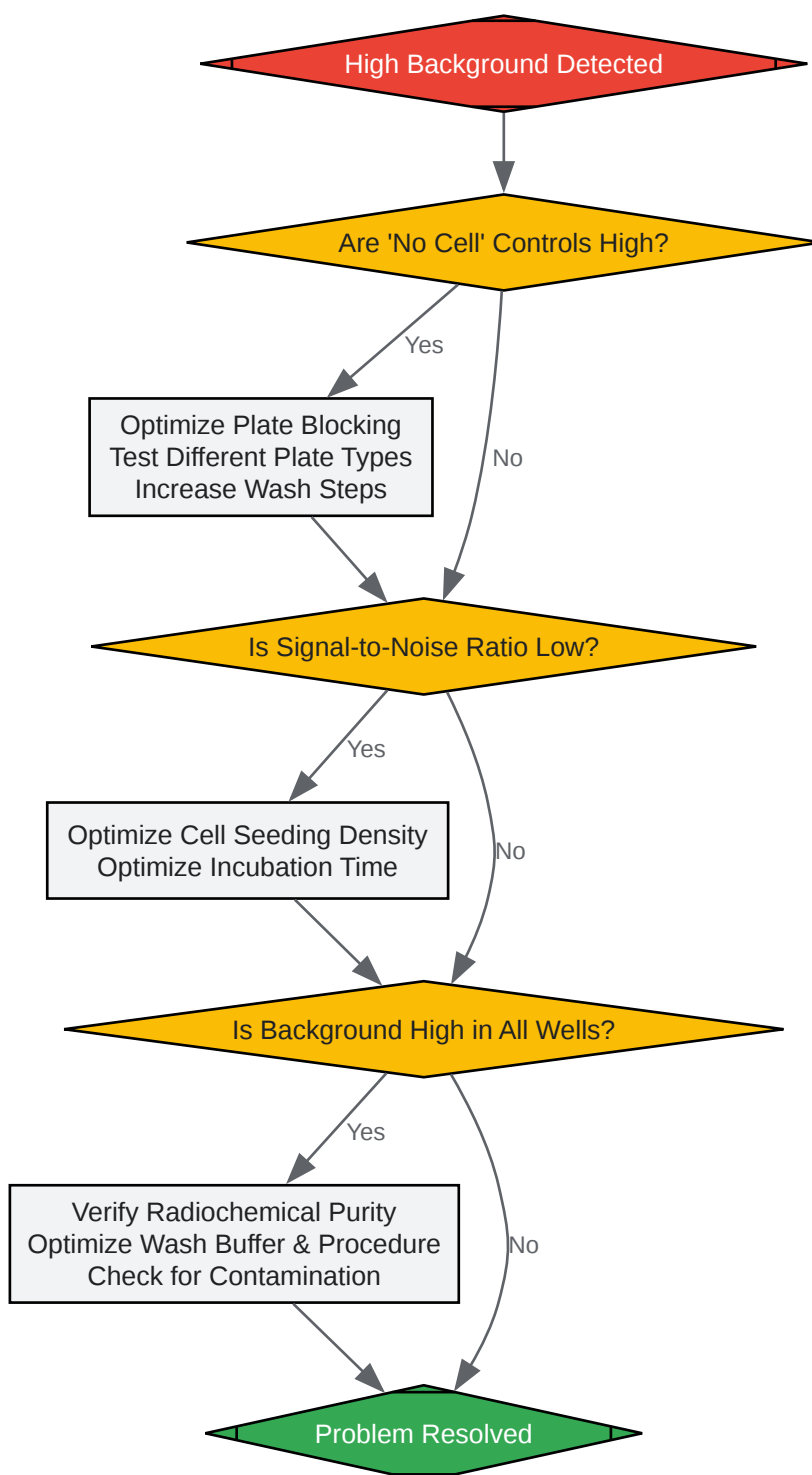 High Background Detected
Are 'No Cell' Controls High?
Yes
Optimize Plate Blocking
Test Different Plate Types
Increase Wash Steps
No
Is Signal-to-Noise Ratio Low?
Yes
Optimize Cell Seeding Density
Optimize Incubation Time
No
Is Background High in All Wells?
Yes
Verify Radiochemical Purity
Optimize Wash Buffer & Procedure
Check for Contamination
No
Problem Resolved